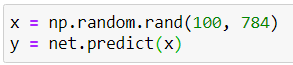 x = np.random.rand(100, 784)
y = net.predict(x)